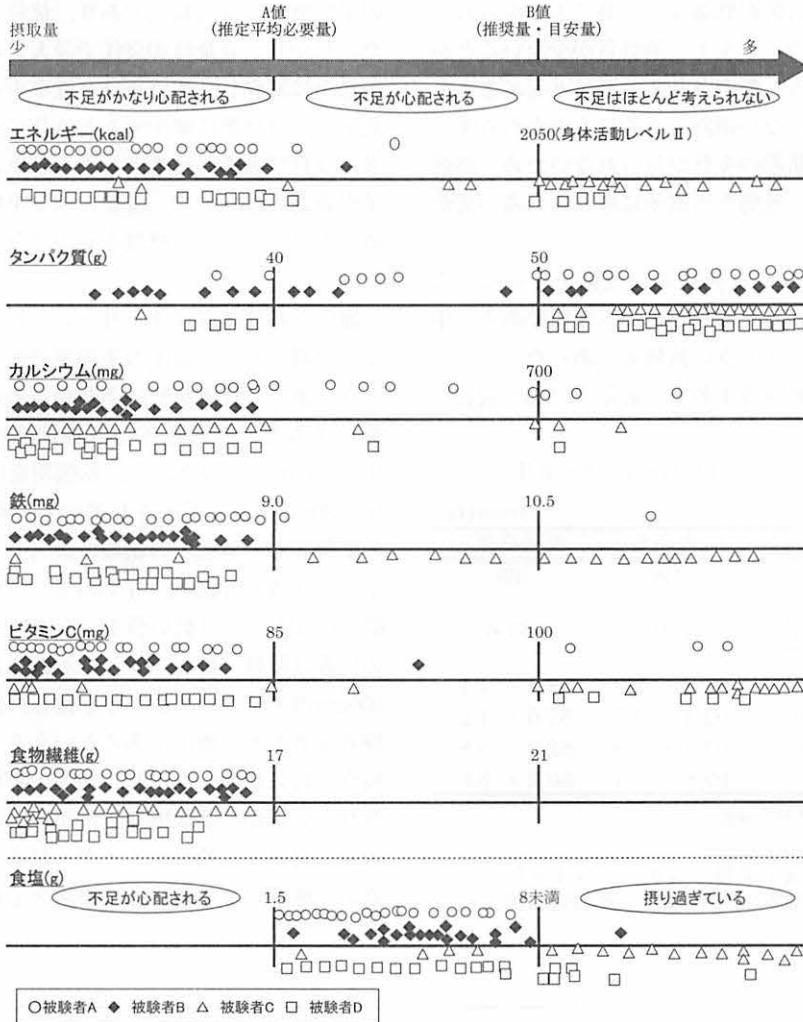 摂取量
少
A値
(推定平均必要量)
B値
(推奨量・目安量)
多
不足がかなり心配される
不足が心配される
不足はほとんど考えられない
エネルギー(kcal)
2050(身体活動レベルⅡ)
タンパク質(g)
40
50
カルシウム(mg)
700
鉄(mg)
9.0
10.5
ビタミンC(mg)
85
100
食物繊維(g)
17
21
食塩(g)
不足が心配される
1.5
8未満
摂り過ぎている
○被験者A ◆ 被験者B △ 被験者C □ 被験者D